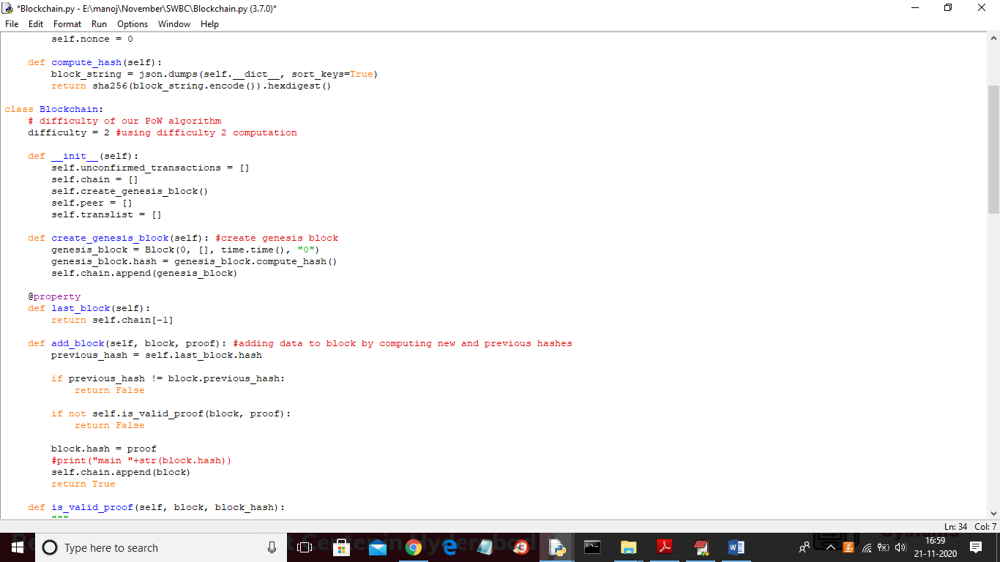 *Blockchain.py - E:\manoj\November\SWBC\Blockchain.py (3.7.0)*
File Edit Format Run Options Window Help
        self.nonce = 0

    def compute_hash(self):
        block_string = json.dumps(self.__dict__, sort_keys=True)
        return sha256(block_string.encode()).hexdigest()

class Blockchain:
    # difficulty of our PoW algorithm
    difficulty = 2 #using difficulty 2 computation

    def __init__(self):
        self.unconfirmed_transactions = []
        self.chain = []
        self.create_genesis_block()
        self.peer = []
        self.translist = []

    def create_genesis_block(self): #create genesis block
        genesis_block = Block(0, [], time.time(), "0")
        genesis_block.hash = genesis_block.compute_hash()
        self.chain.append(genesis_block)

    @property
    def last_block(self):
        return self.chain[-1]

    def add_block(self, block, proof): #adding data to block by computing new and previous hashes
        previous_hash = self.last_block.hash

        if previous_hash != block.previous_hash:
            return False

        if not self.is_valid_proof(block, proof):
            return False

        block.hash = proof
        #print("main "+str(block.hash))
        self.chain.append(block)
        return True

    def is_valid_proof(self, block, block_hash):
        """
Ln: 34 Col: 7
Type here to search
16:59
21-11-2020